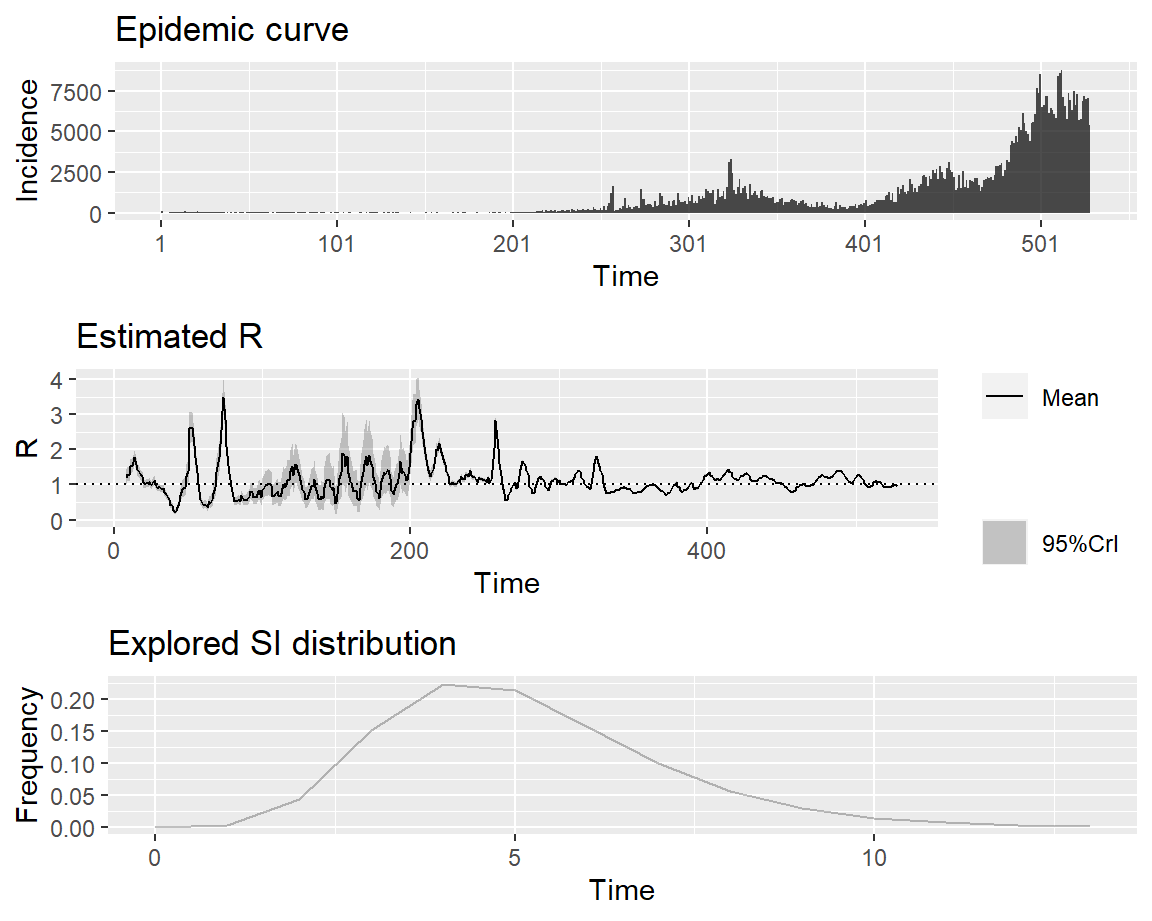 Epidemic curve
Incidence
7500
5000
2500
0
1 101 201 301 401 501
Time
Estimated R
R
4
3
2
1
0
0 200 400
Time
Mean
95%CrI
Explored SI distribution
Frequency
0.20
0.15
0.10
0.05
0.00
0 5 10
Time